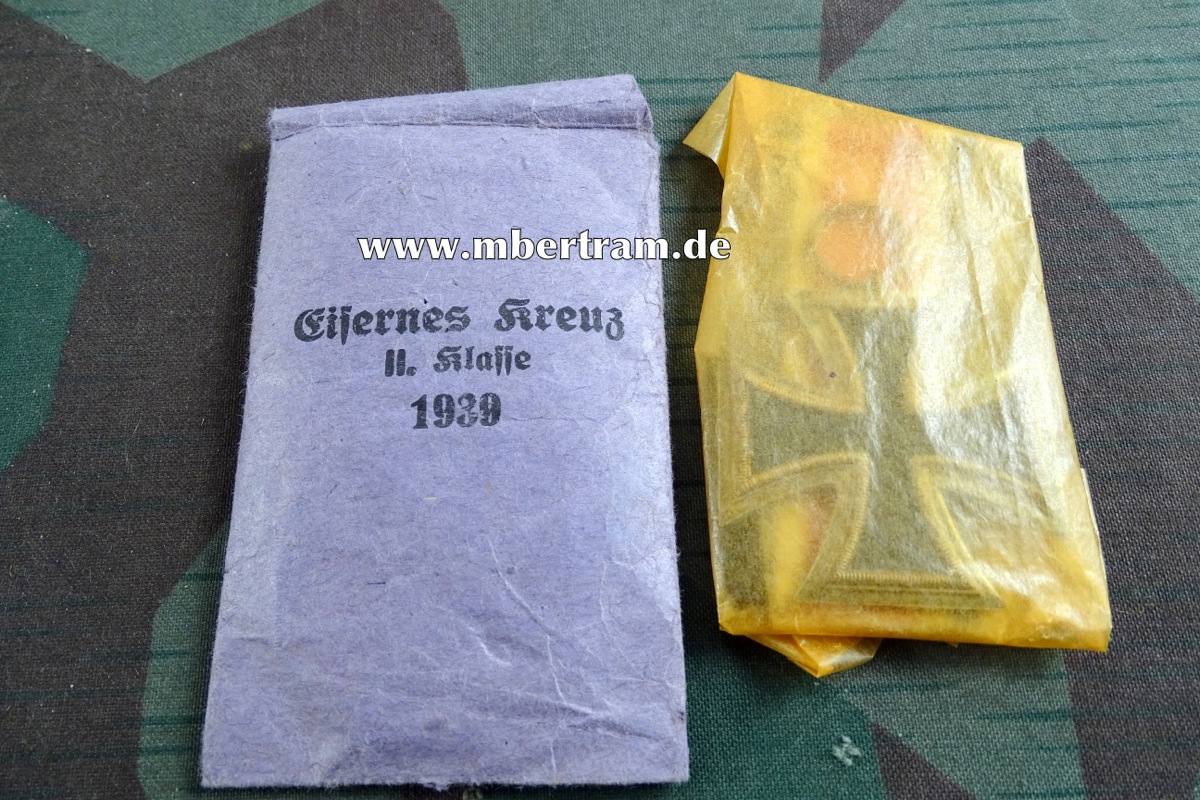 www.mbertram.de
Eisernes Kreuz
II. Klasse
1939